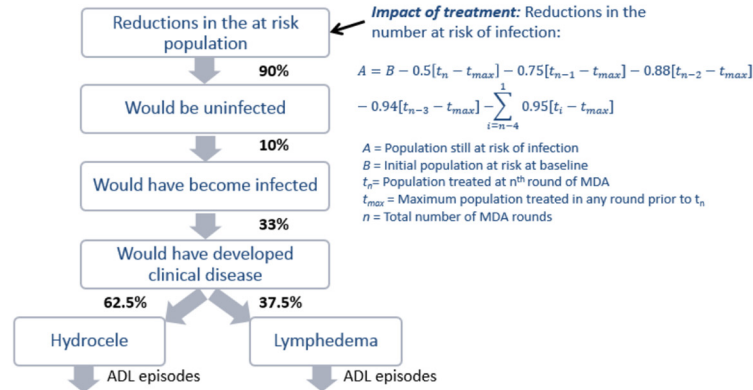 Reductions in the at risk
population
90%
Would be uninfected
10%
Would have become infected
33%
Would have developed
clinical disease
62.5%
37.5%
Hydrocele
Lymphedema
ADL episodes
ADL episodes
Impact of treatment: Reductions in the
number at risk of infection:
A = B − 0.5[tₙ − tₘₐₓ] − 0.75[tₙ₋₁ − tₘₐₓ] − 0.88[tₙ₋₂ − tₘₐₓ]
− 0.94[tₙ₋₃ − tₘₐₓ] − ∑¹ᵢ₌ₙ₋₄ 0.95[tᵢ − tₘₐₓ]
A = Population still at risk of infection
B = Initial population at risk at baseline
tₙ= Population treated at nᵗʰ round of MDA
tₘₐₓ = Maximum population treated in any round prior to tₙ
n = Total number of MDA rounds